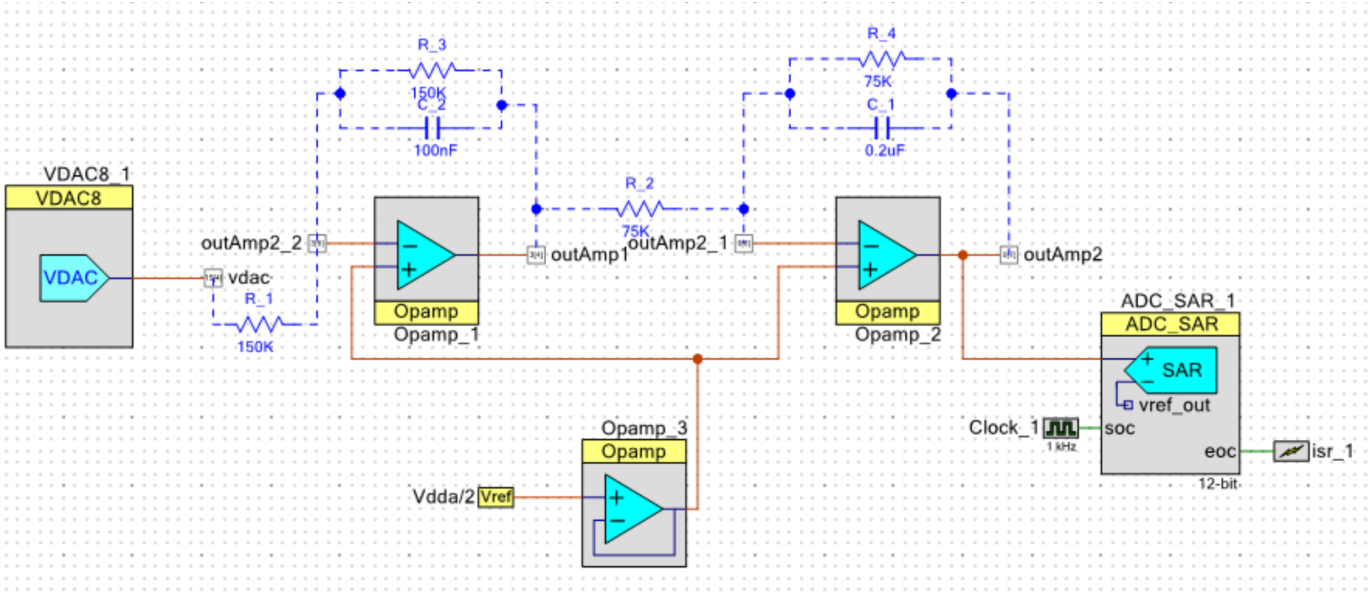 R_3
150K
C_2
100nF
R_4
75K
C_1
0.2uF
VDAC8_1
VDAC8
VDAC
vdac
R_1
150K
outAmp2_2
Opamp
Opamp_1
outAmp1
R_2
75K
outAmp2_1
Opamp
Opamp_2
outAmp2
ADC_SAR_1
ADC_SAR
SAR
vref_out
soc
eoc
12-bit
Clock_1
1 kHz
isr_1
Opamp_3
Opamp
Vdda/2
Vref